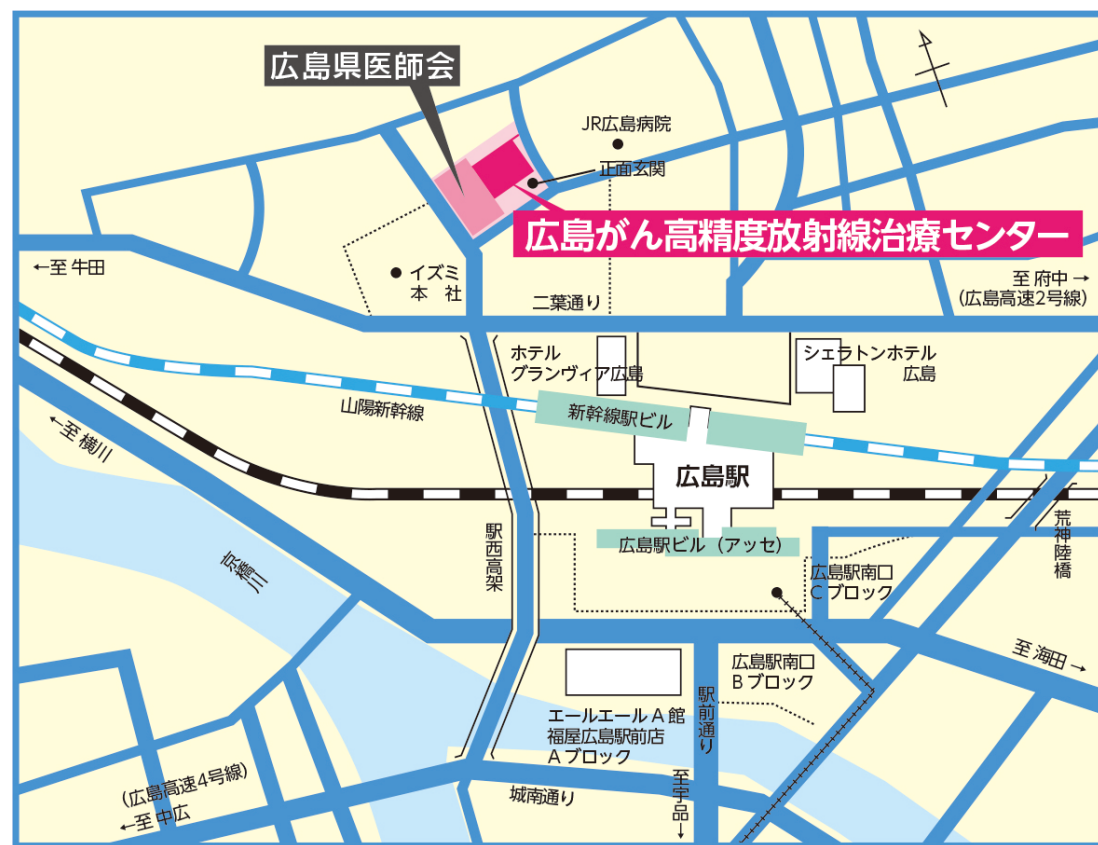 広島県医師会
JR広島病院
正面玄関
広島がん高精度放射線治療センター
←至 牛田
イズミ
本　社
二葉通り
至 府中→
(広島高速2号線)
ホテル
グランヴィア広島
シェラトンホテル
広島
山陽新幹線
新幹線駅ビル
←至 横川
広島駅
駅西高架
広島駅ビル（アッセ）
荒神陸橋
京橋川
広島駅南口
Cブロック
至 海田→
広島駅南口
Bブロック
エールエールA館
福屋広島駅前店
Aブロック
駅前通り
至宇品→
城南通り
(広島高速4号線)
←至 中広